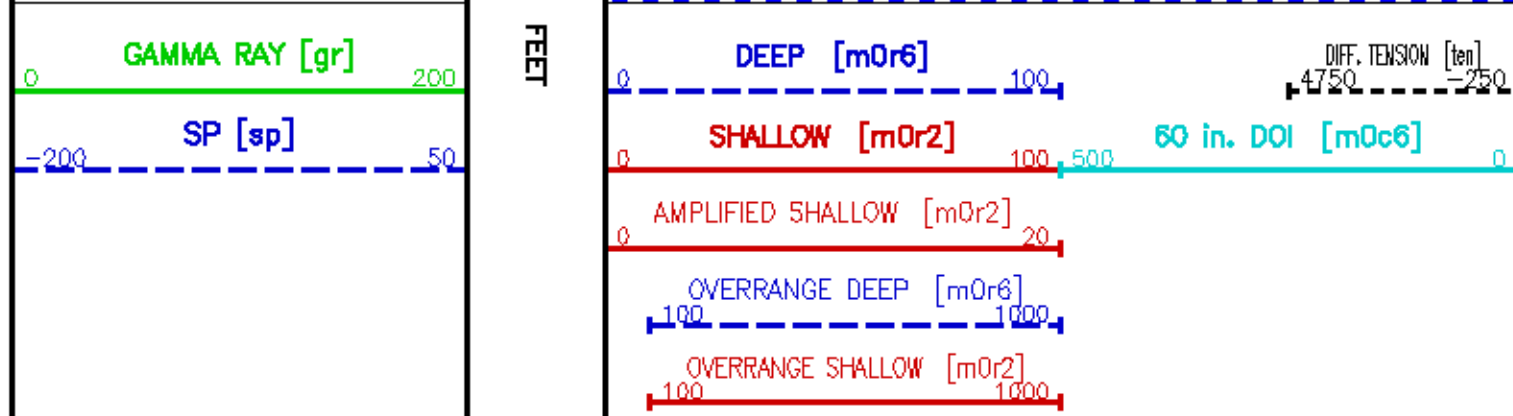 GAMMA RAY [gr]
0 200
SP [sp]
-200 50
FEET
DEEP [m0r6]
0 100
SHALLOW [m0r2]
0 100
AMPLIFIED SHALLOW [m0r2]
0 20
OVERRANGE DEEP [m0r6]
100 1000
OVERRANGE SHALLOW [m0r2]
100 1000
DIFF. TENSION [ten]
4750 -250
60 in. DOI [m0c6]
500 0